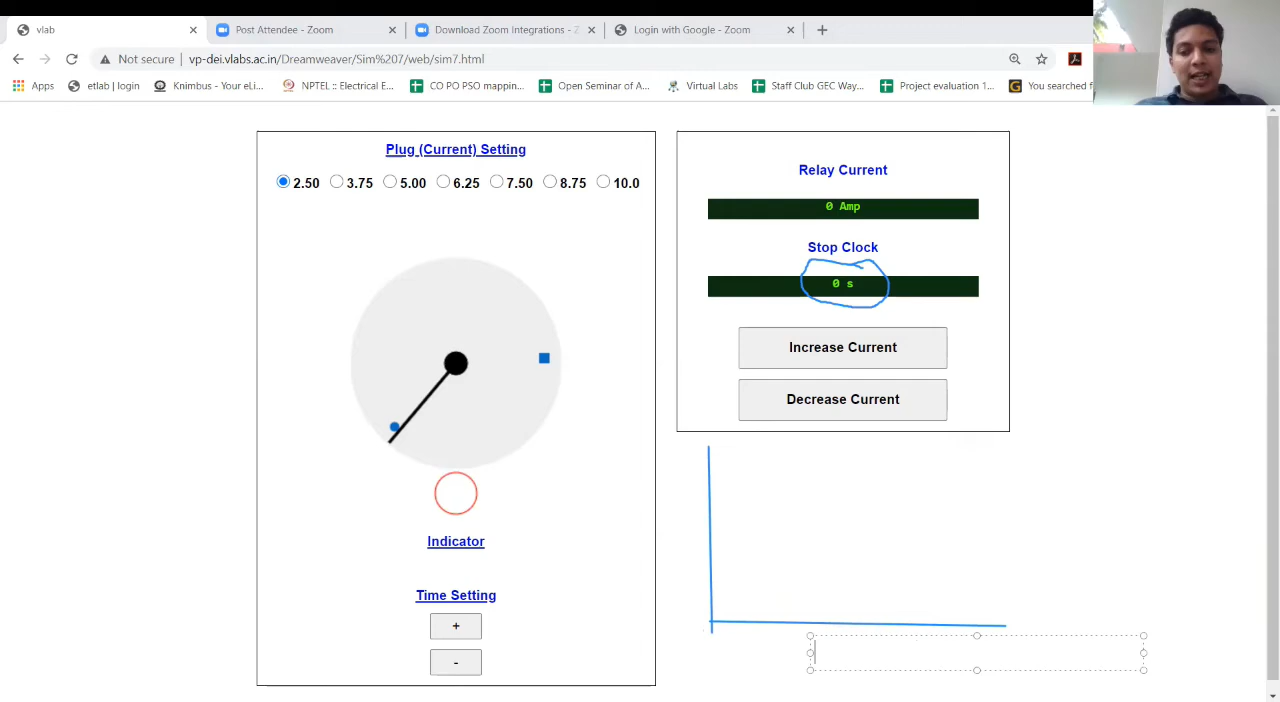 vlab
Post Attendee - Zoom
Download Zoom Integrations - Z
Login with Google - Zoom
Not secure
vp-dei.vlabs.ac.in/Dreamweaver/Sim%207/web/sim7.html
Apps
etlab | login
Knimbus - Your eLi...
NCEL :: Electrical E...
CO PO PSO mappin...
Open Seminar of A...
Virtual Labs
Staff Club GEC Way...
Project evaluation 1...
You searched f
Plug (Current) Setting
2.50 3.75 5.00 6.25 7.50 8.75 10.0
Indicator
Time Setting
+
-
Relay Current
0 Amp
Stop Clock
0 s
Increase Current
Decrease Current